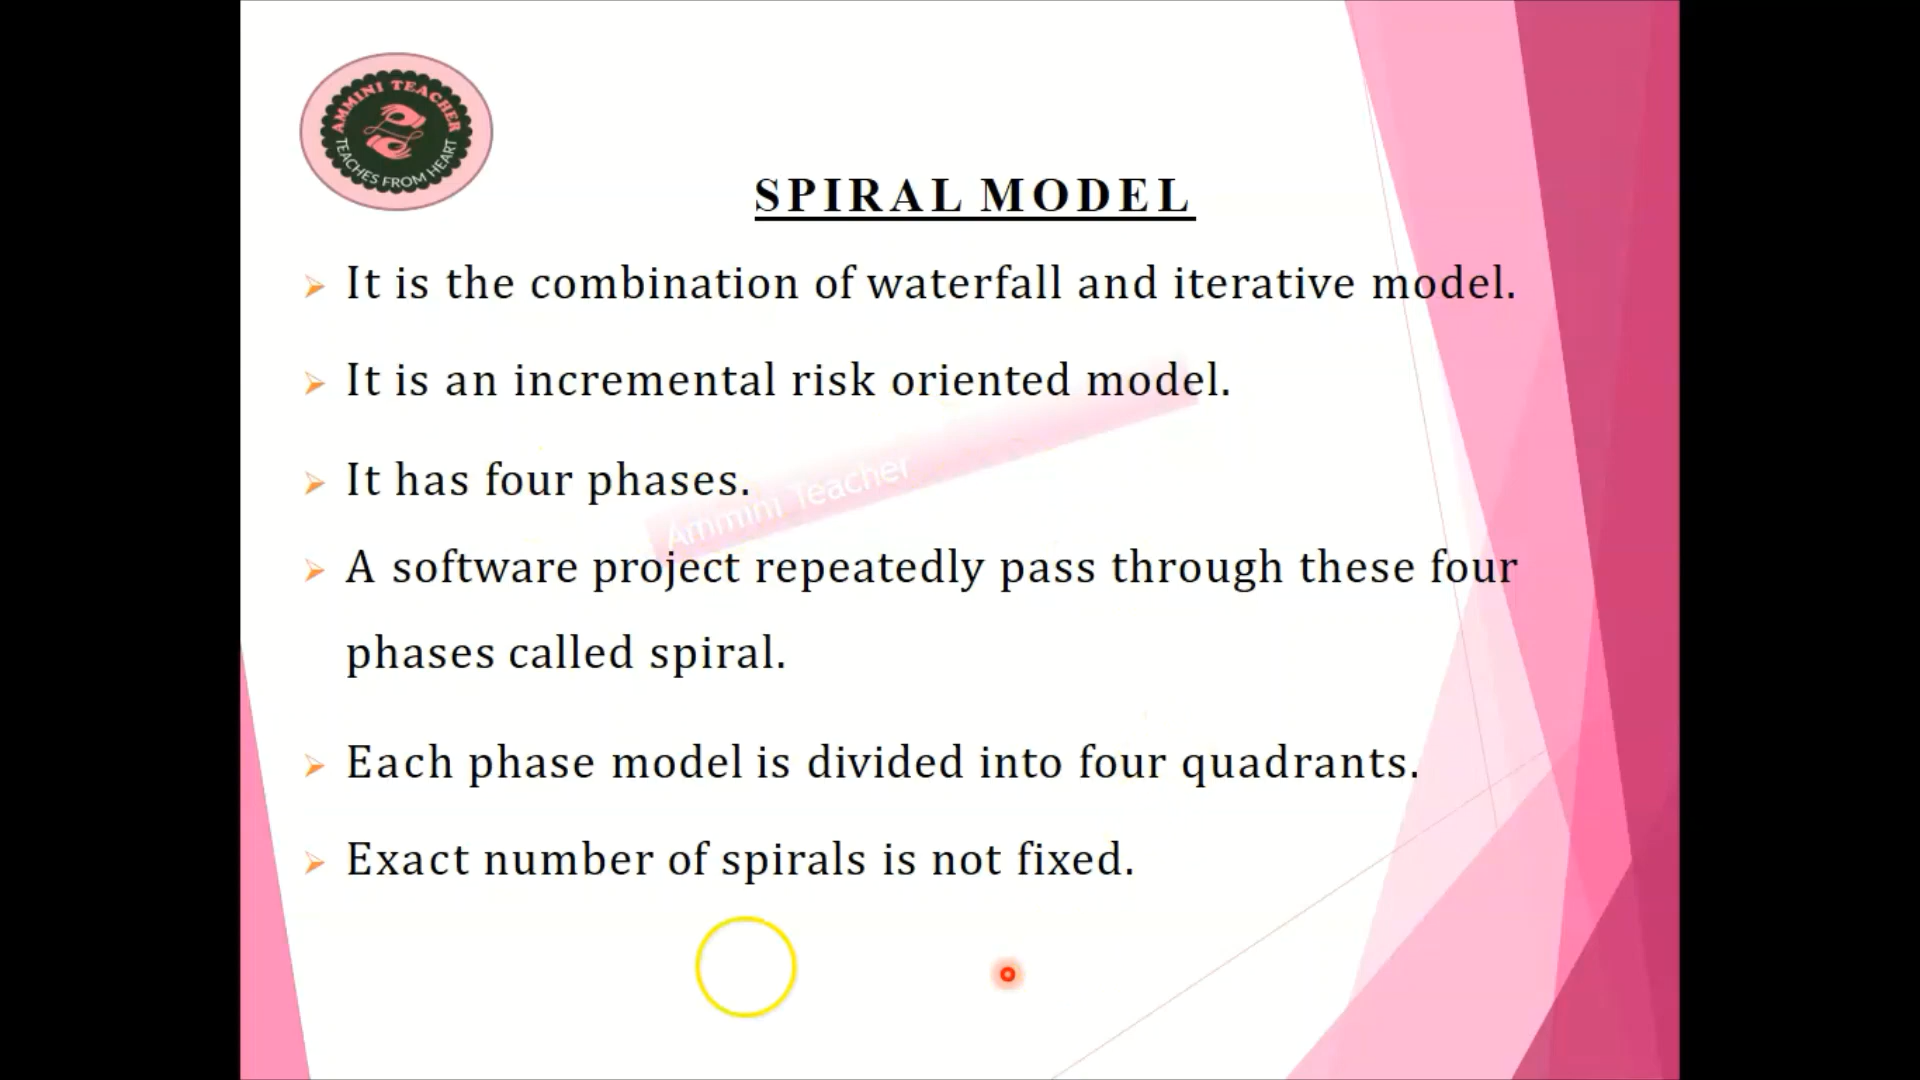 AMMINI TEACHER
TEACHES FROM HEART
SPIRAL MODEL
It is the combination of waterfall and iterative model.
It is an incremental risk oriented model.
It has four phases.
Ammini Teacher
A software project repeatedly pass through these four
phases called spiral.
Each phase model is divided into four quadrants.
Exact number of spirals is not fixed.